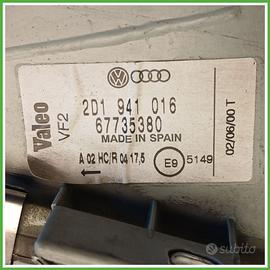 Valeo
VF2
2D1 941 016
67735380
MADE IN SPAIN
A 02 HC/R 04 17,5
E9 5149
02/06/00 T
subito